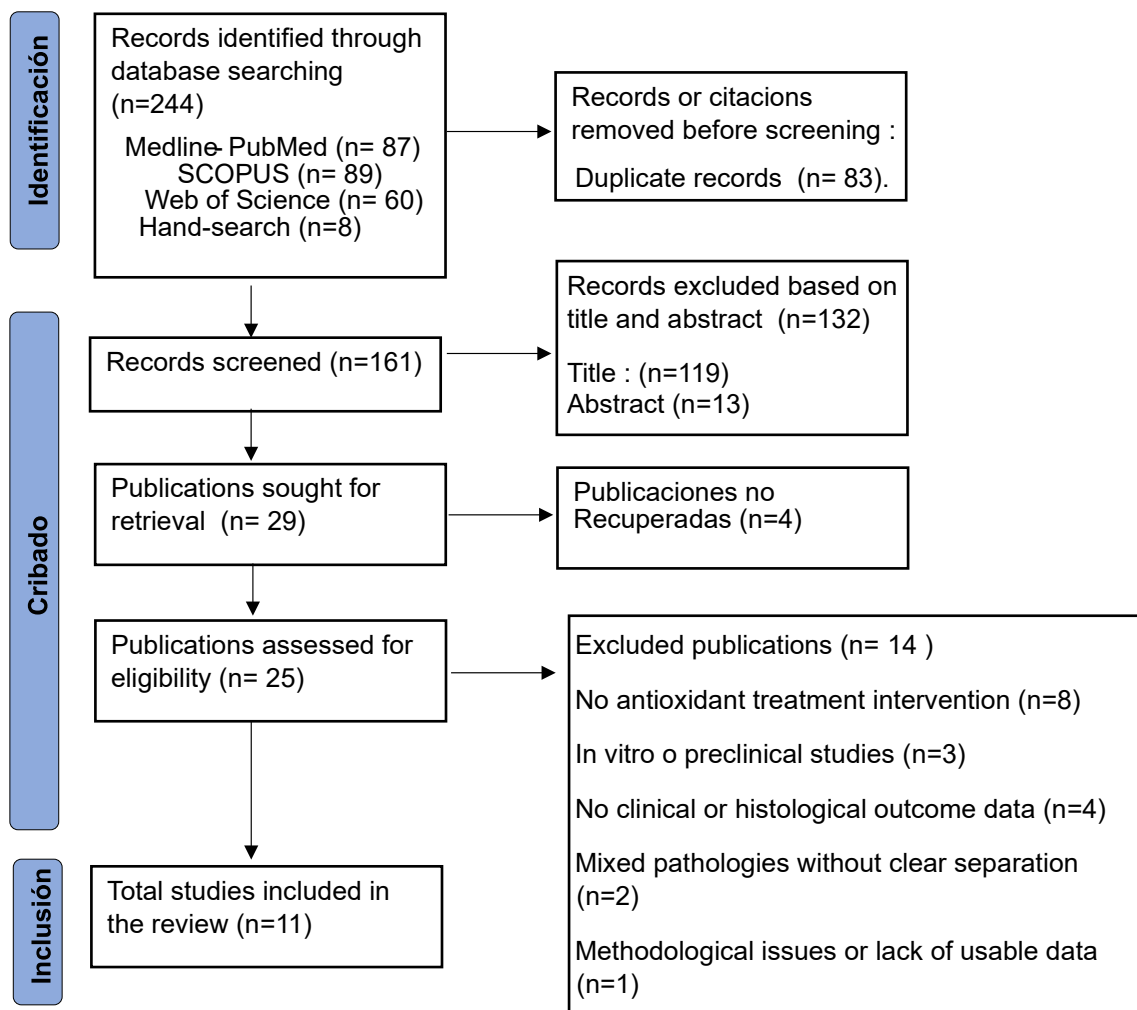 Identificación
Records identified through
database searching
(n=244)
Medline- PubMed (n= 87)
SCOPUS (n= 89)
Web of Science (n= 60)
Hand-search (n=8)
Records or citacions
removed before screening :
Duplicate records (n= 83).
Cribado
Records screened (n=161)
Records excluded based on
title and abstract (n=132)
Title : (n=119)
Abstract (n=13)
Publications sought for
retrieval (n= 29)
Publicaciones no
Recuperadas (n=4)
Publications assessed for
eligibility (n= 25)
Excluded publications (n= 14 )
No antioxidant treatment intervention (n=8)
In vitro o preclinical studies (n=3)
No clinical or histological outcome data (n=4)
Mixed pathologies without clear separation
(n=2)
Methodological issues or lack of usable data
(n=1)
Inclusión
Total studies included in
the review (n=11)